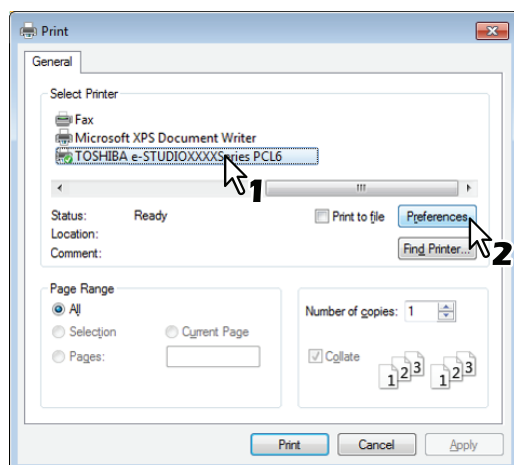 Print
General
Select Printer
Fax
Microsoft XPS Document Writer
TOSHIBA e-STUDIOXXXXSeries PCL6
1
Status: Ready
Print to file
Preferences
Location:
Comment:
Find Printer...
2
Page Range
All
Selection
Current Page
Pages:
Number of copies: 1
Collate
1 2 3 1 2 3
Print Cancel Apply